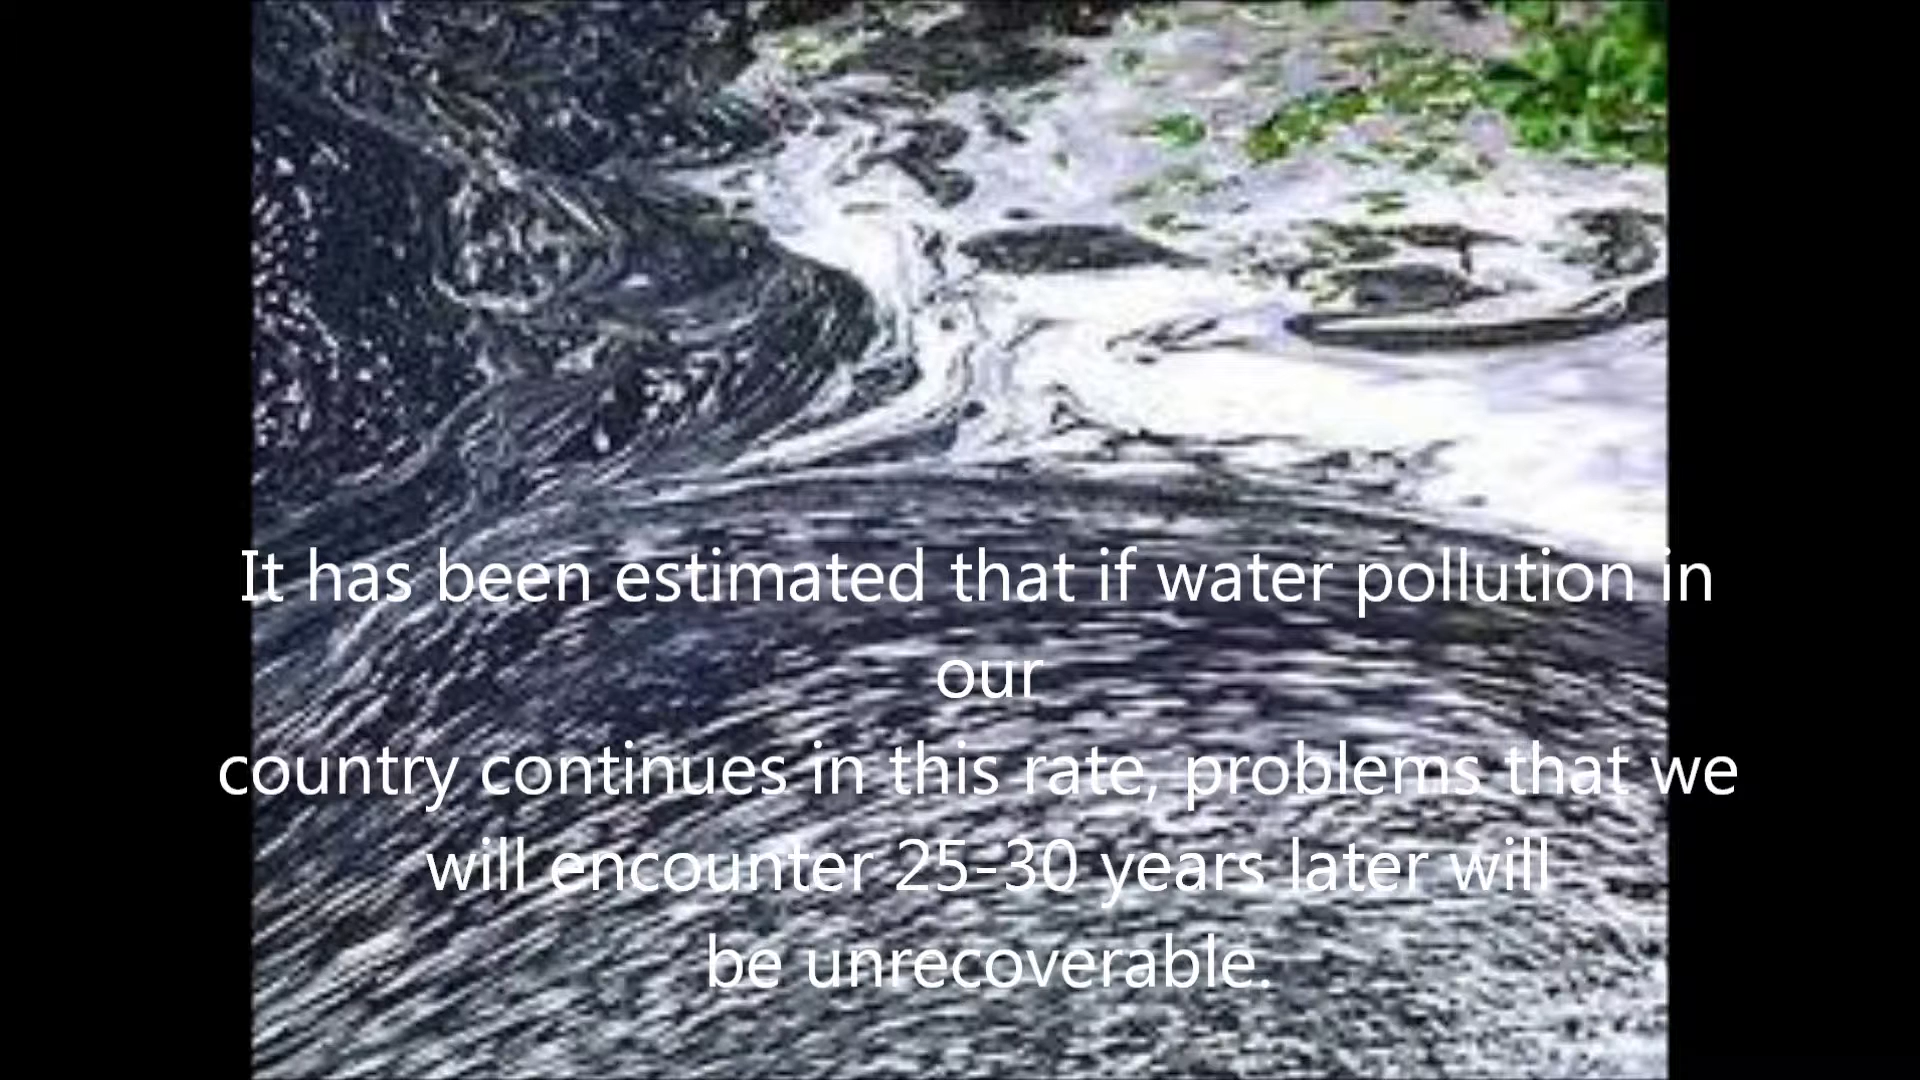 It has been estimated that if water pollution in
our
country continues in this rate, problems that we
will encounter 25-30 years later will
be unrecoverable.